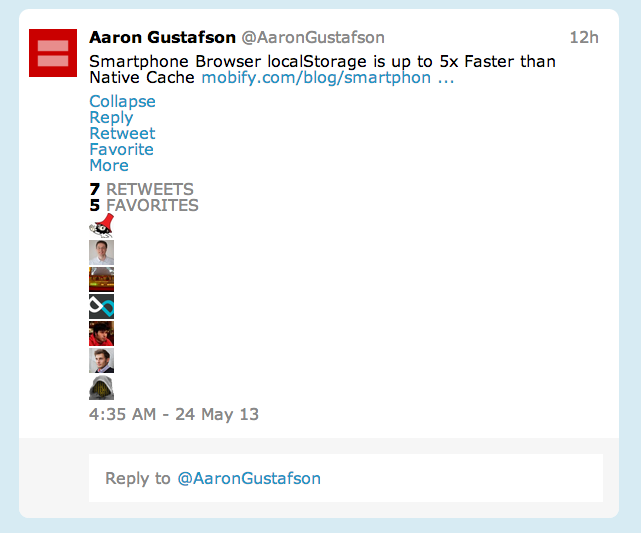 Aaron Gustafson @AaronGustafson 12h
Smartphone Browser localStorage is up to 5x Faster than
Native Cache mobify.com/blog/smartphon ...
Collapse
Reply
Retweet
Favorite
More
7 RETWEETS
5 FAVORITES
4:35 AM - 24 May 13
Reply to @AaronGustafson